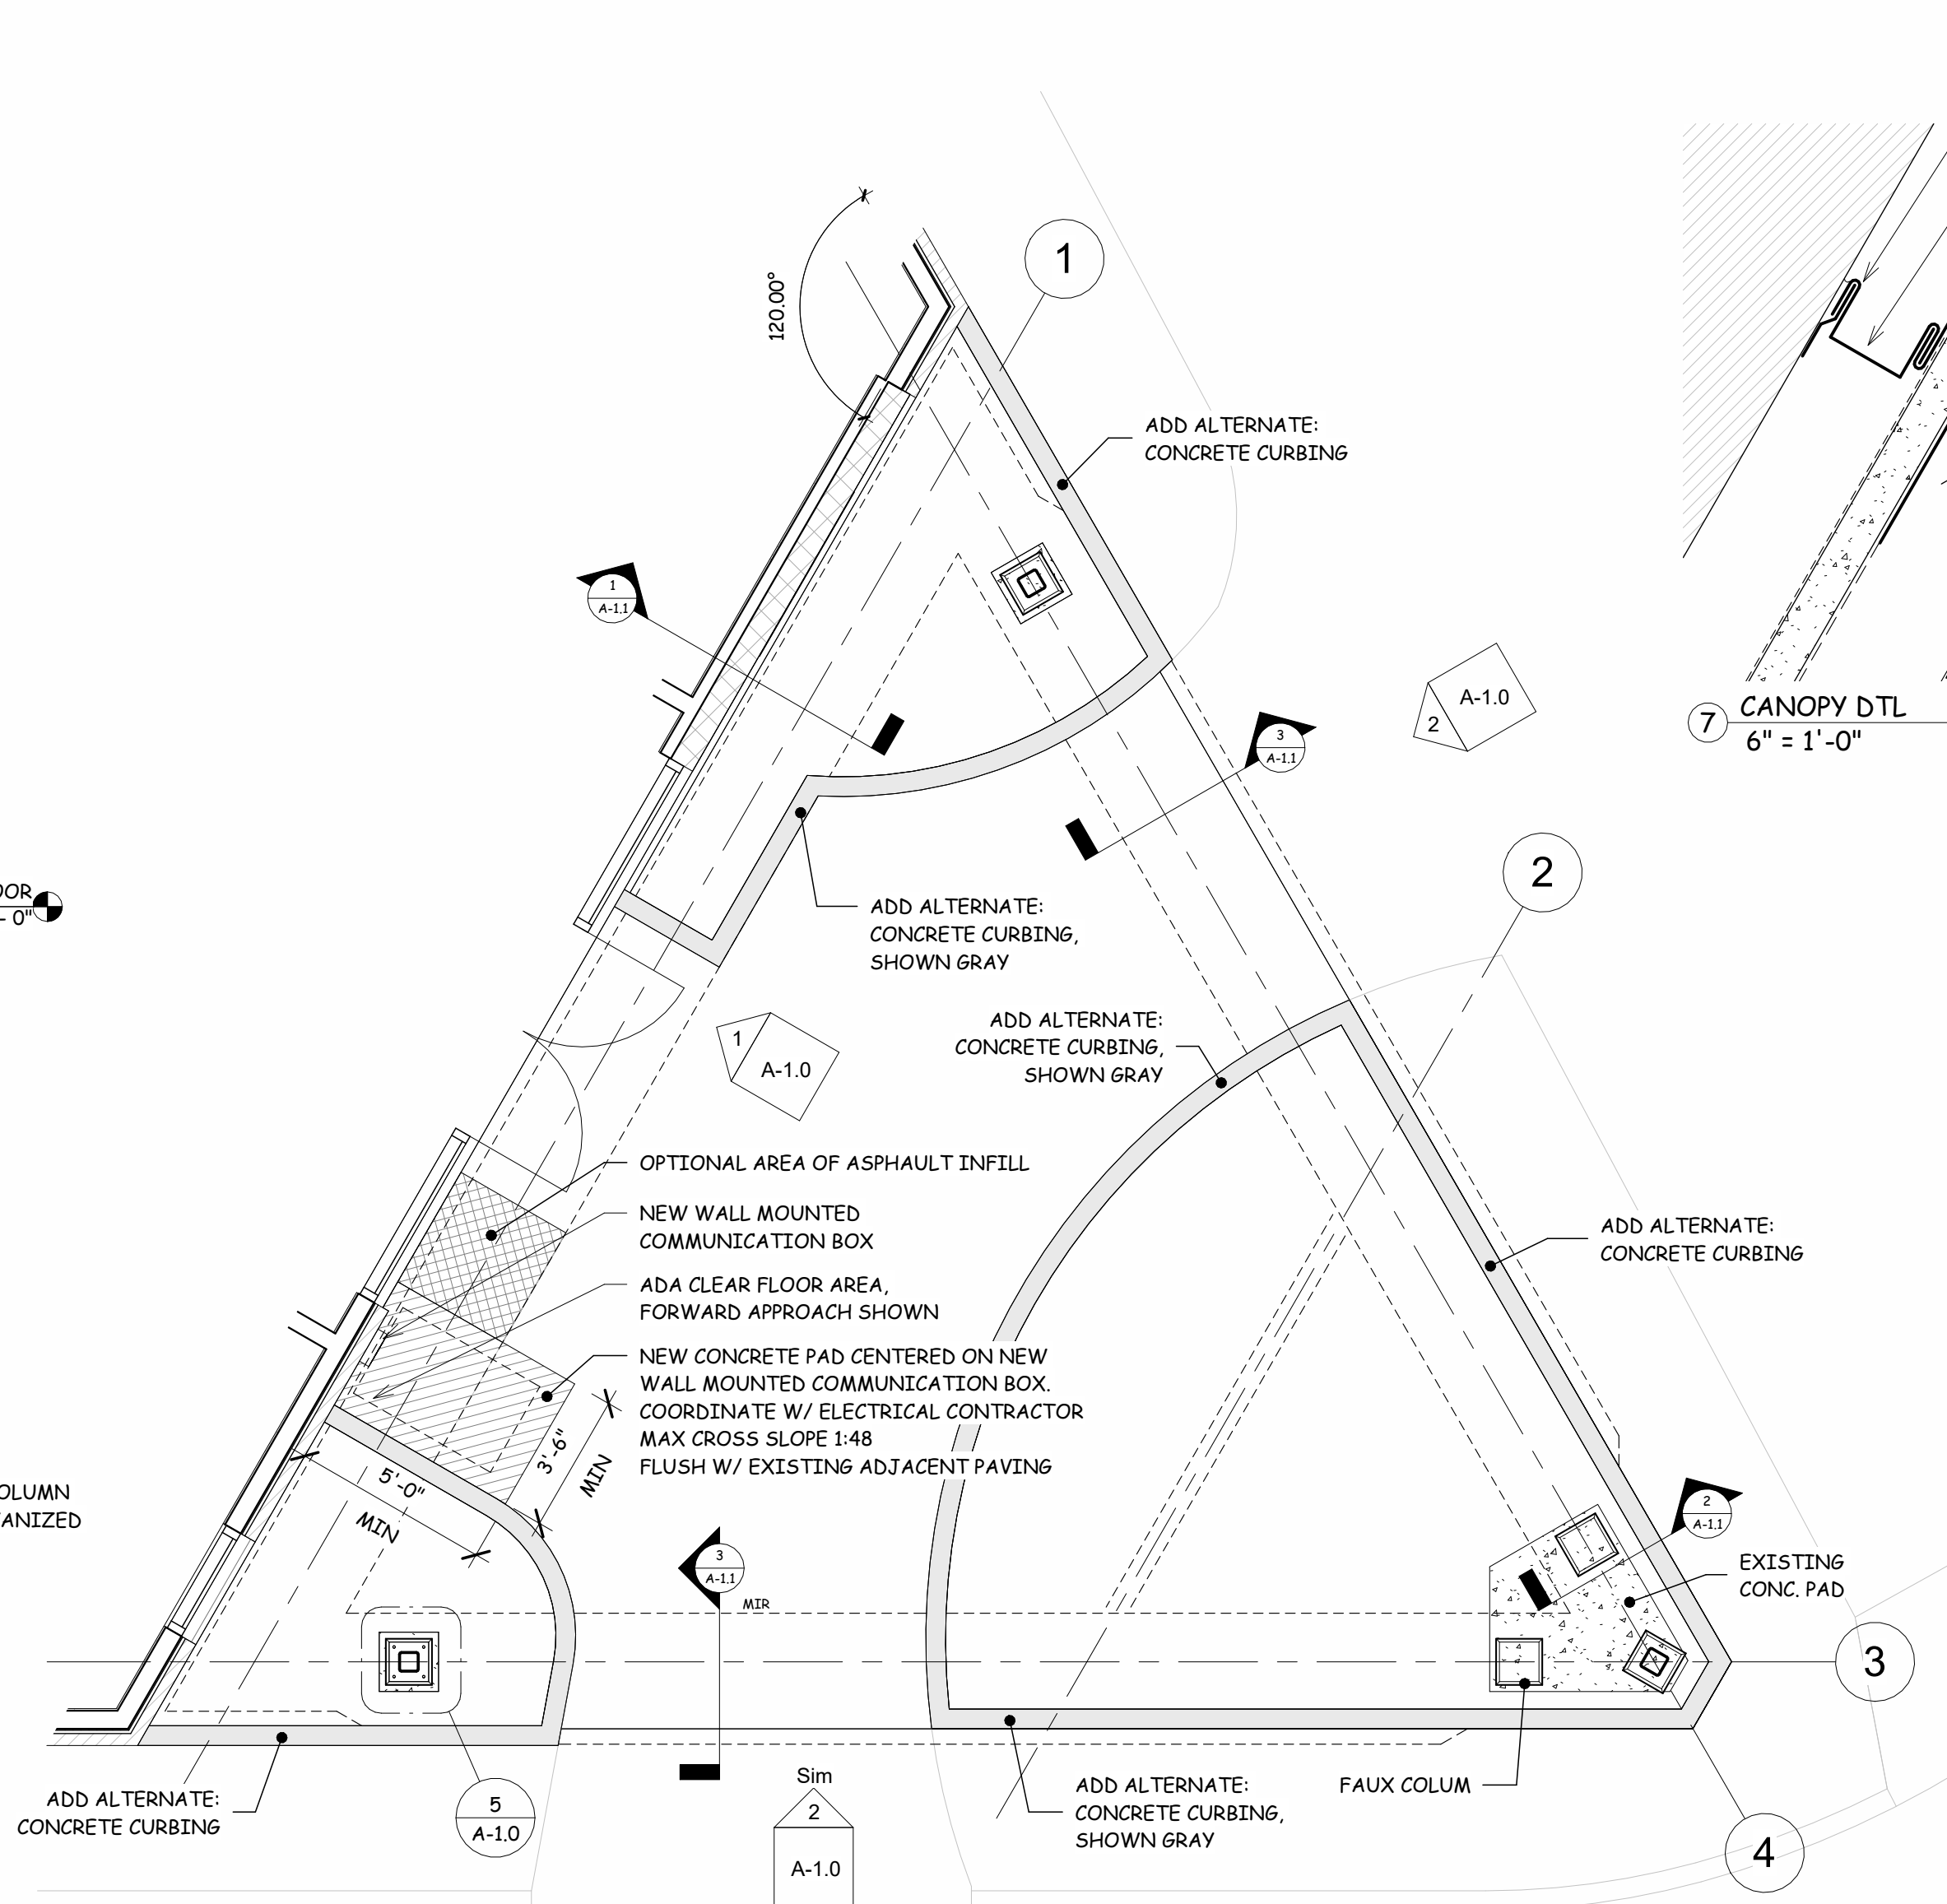 1
120.00°
ADD ALTERNATE:
CONCRETE CURBING
1
A-1.1
A-1.0
2
3
A-1.1
7
CANOPY DTL
6" = 1'-0"
2
OOR
- 0"
ADD ALTERNATE:
CONCRETE CURBING,
SHOWN GRAY
ADD ALTERNATE:
CONCRETE CURBING,
SHOWN GRAY
1
A-1.0
OPTIONAL AREA OF ASPHAULT INFILL
NEW WALL MOUNTED
COMMUNICATION BOX
ADA CLEAR FLOOR AREA,
FORWARD APPROACH SHOWN
NEW CONCRETE PAD CENTERED ON NEW
WALL MOUNTED COMMUNICATION BOX.
COORDINATE W/ ELECTRICAL CONTRACTOR
MAX CROSS SLOPE 1:48
FLUSH W/ EXISTING ADJACENT PAVING
ADD ALTERNATE:
CONCRETE CURBING
3'-6"
MIN
5'-0"
MIN
OLUMN
ANIZED
3
A-1.1
MIR
2
A-1.1
EXISTING
CONC. PAD
3
ADD ALTERNATE:
CONCRETE CURBING
5
A-1.0
Sim
2
A-1.0
ADD ALTERNATE:
CONCRETE CURBING,
SHOWN GRAY
FAUX COLUM
4